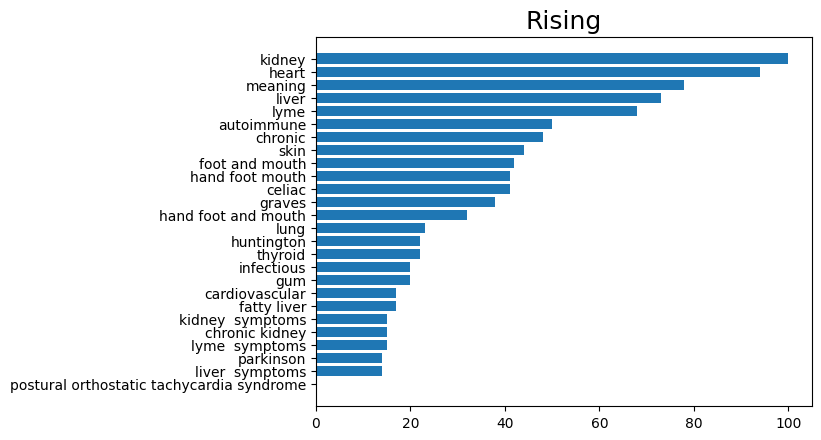 Rising
kidney
heart
meaning
liver
lyme
autoimmune
chronic
skin
foot and mouth
hand foot mouth
celiac
graves
hand foot and mouth
lung
huntington
thyroid
infectious
gum
cardiovascular
fatty liver
kidney  symptoms
chronic kidney
lyme  symptoms
parkinson
liver  symptoms
postural orthostatic tachycardia syndrome
0 20 40 60 80 100